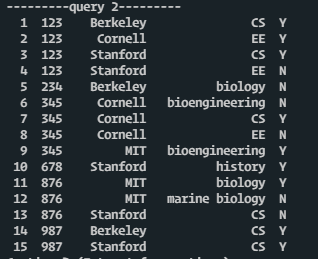 ---------query 2---------
1 123 Berkeley CS Y
2 123 Cornell EE Y
3 123 Stanford CS Y
4 123 Stanford EE N
5 234 Berkeley biology N
6 345 Cornell bioengineering N
7 345 Cornell CS Y
8 345 Cornell EE N
9 345 MIT bioengineering Y
10 678 Stanford history Y
11 876 MIT biology Y
12 876 MIT marine biology N
13 876 Stanford CS N
14 987 Berkeley CS Y
15 987 Stanford CS Y